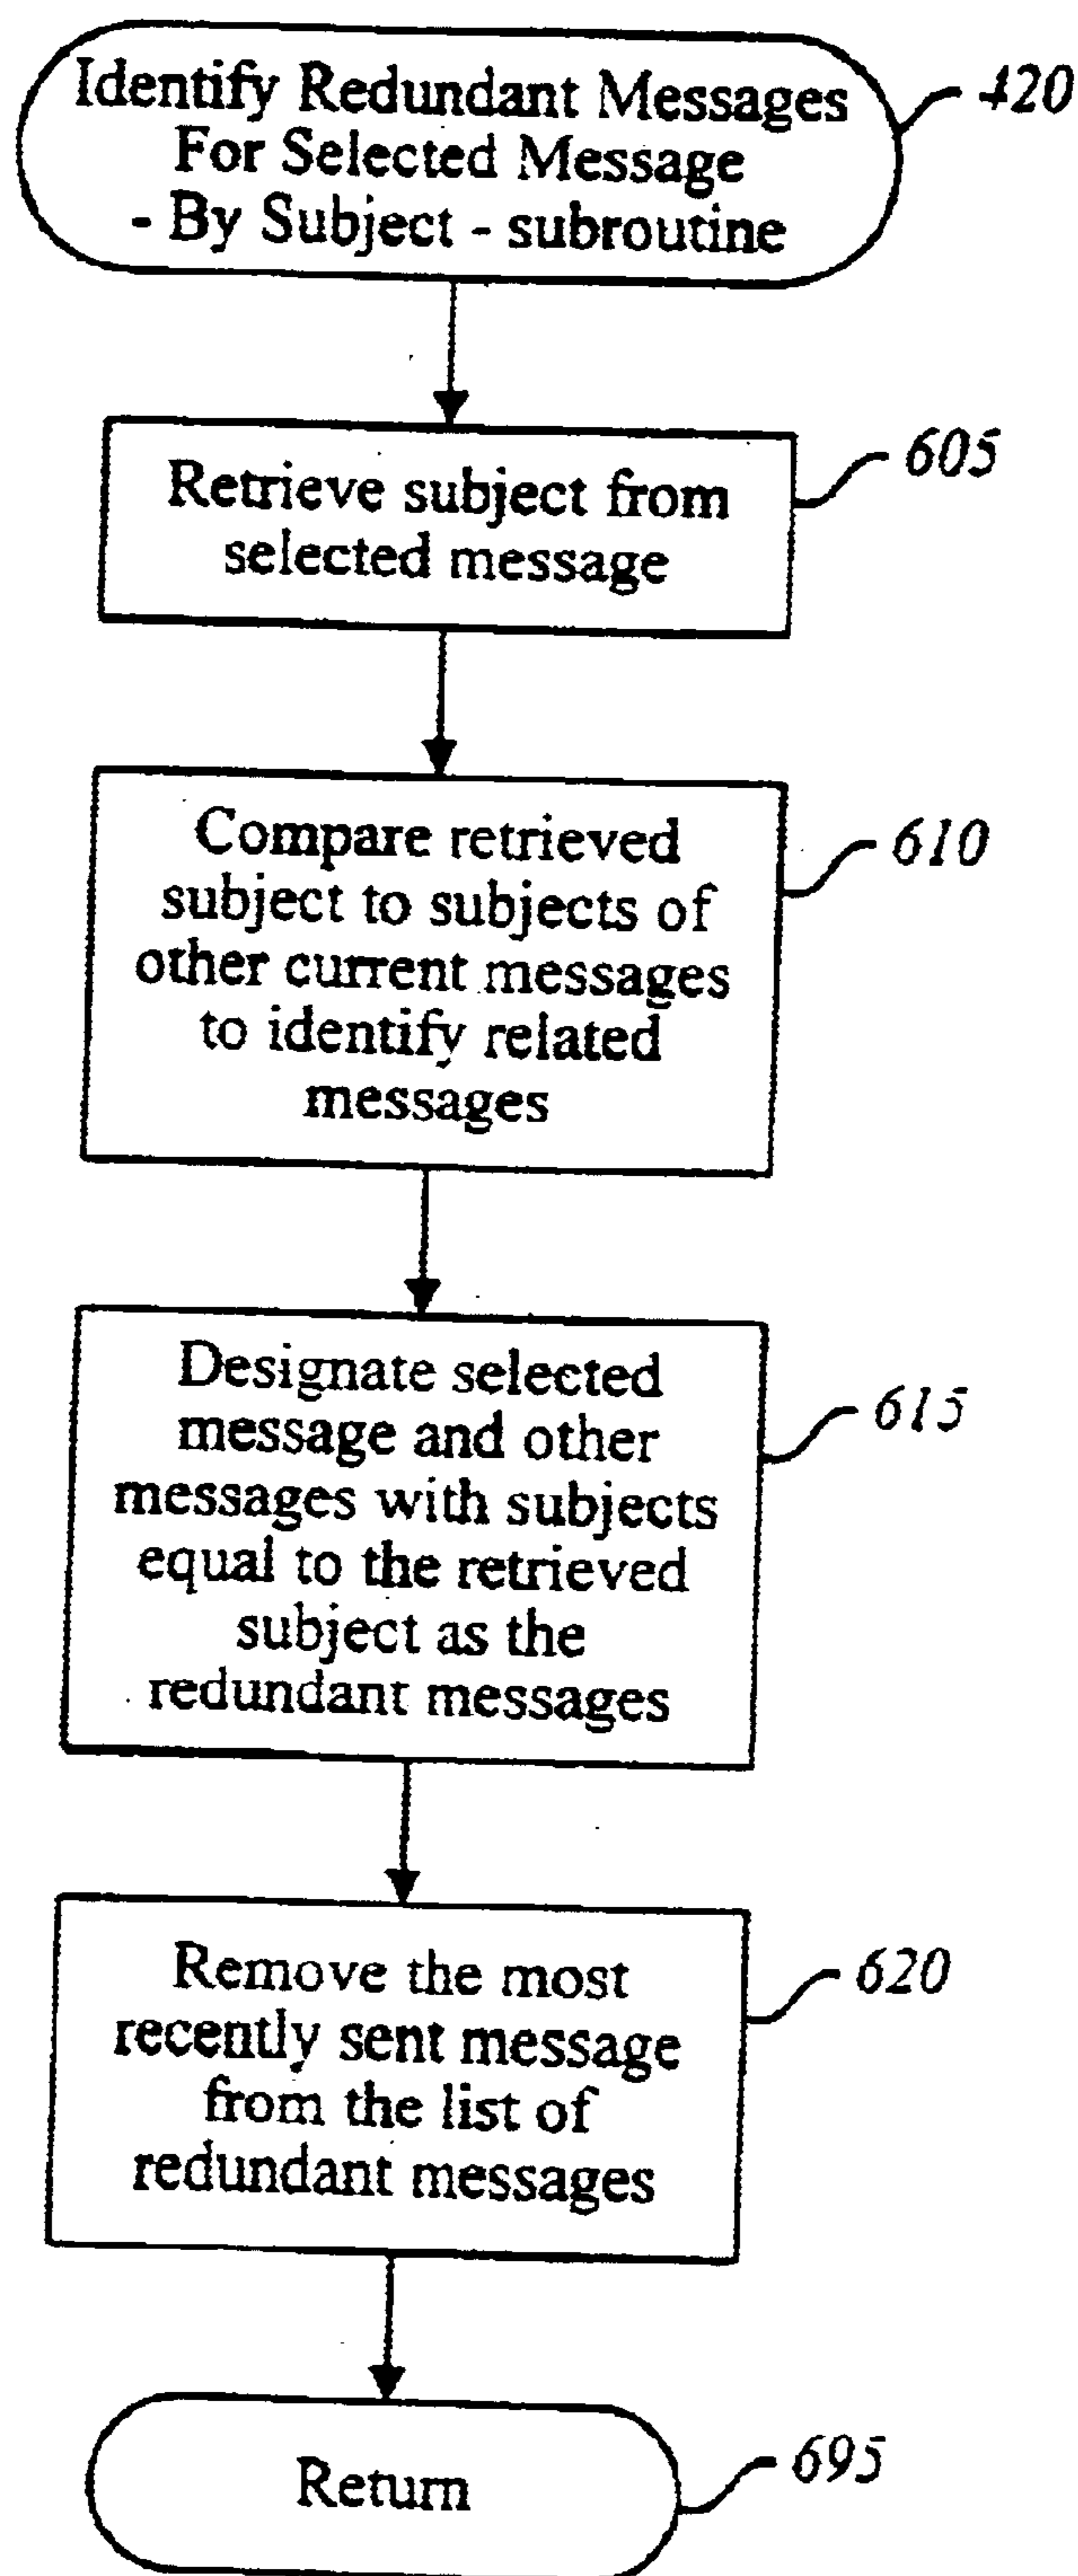 Identify Redundant Messages
For Selected Message
- By Subject - subroutine
420
Retrieve subject from
selected message
605
Compare retrieved
subject to subjects of
other current messages
to identify related
messages
610
Designate selected
message and other
messages with subjects
equal to the retrieved
subject as the
redundant messages
615
Remove the most
recently sent message
from the list of
redundant messages
620
Return
695